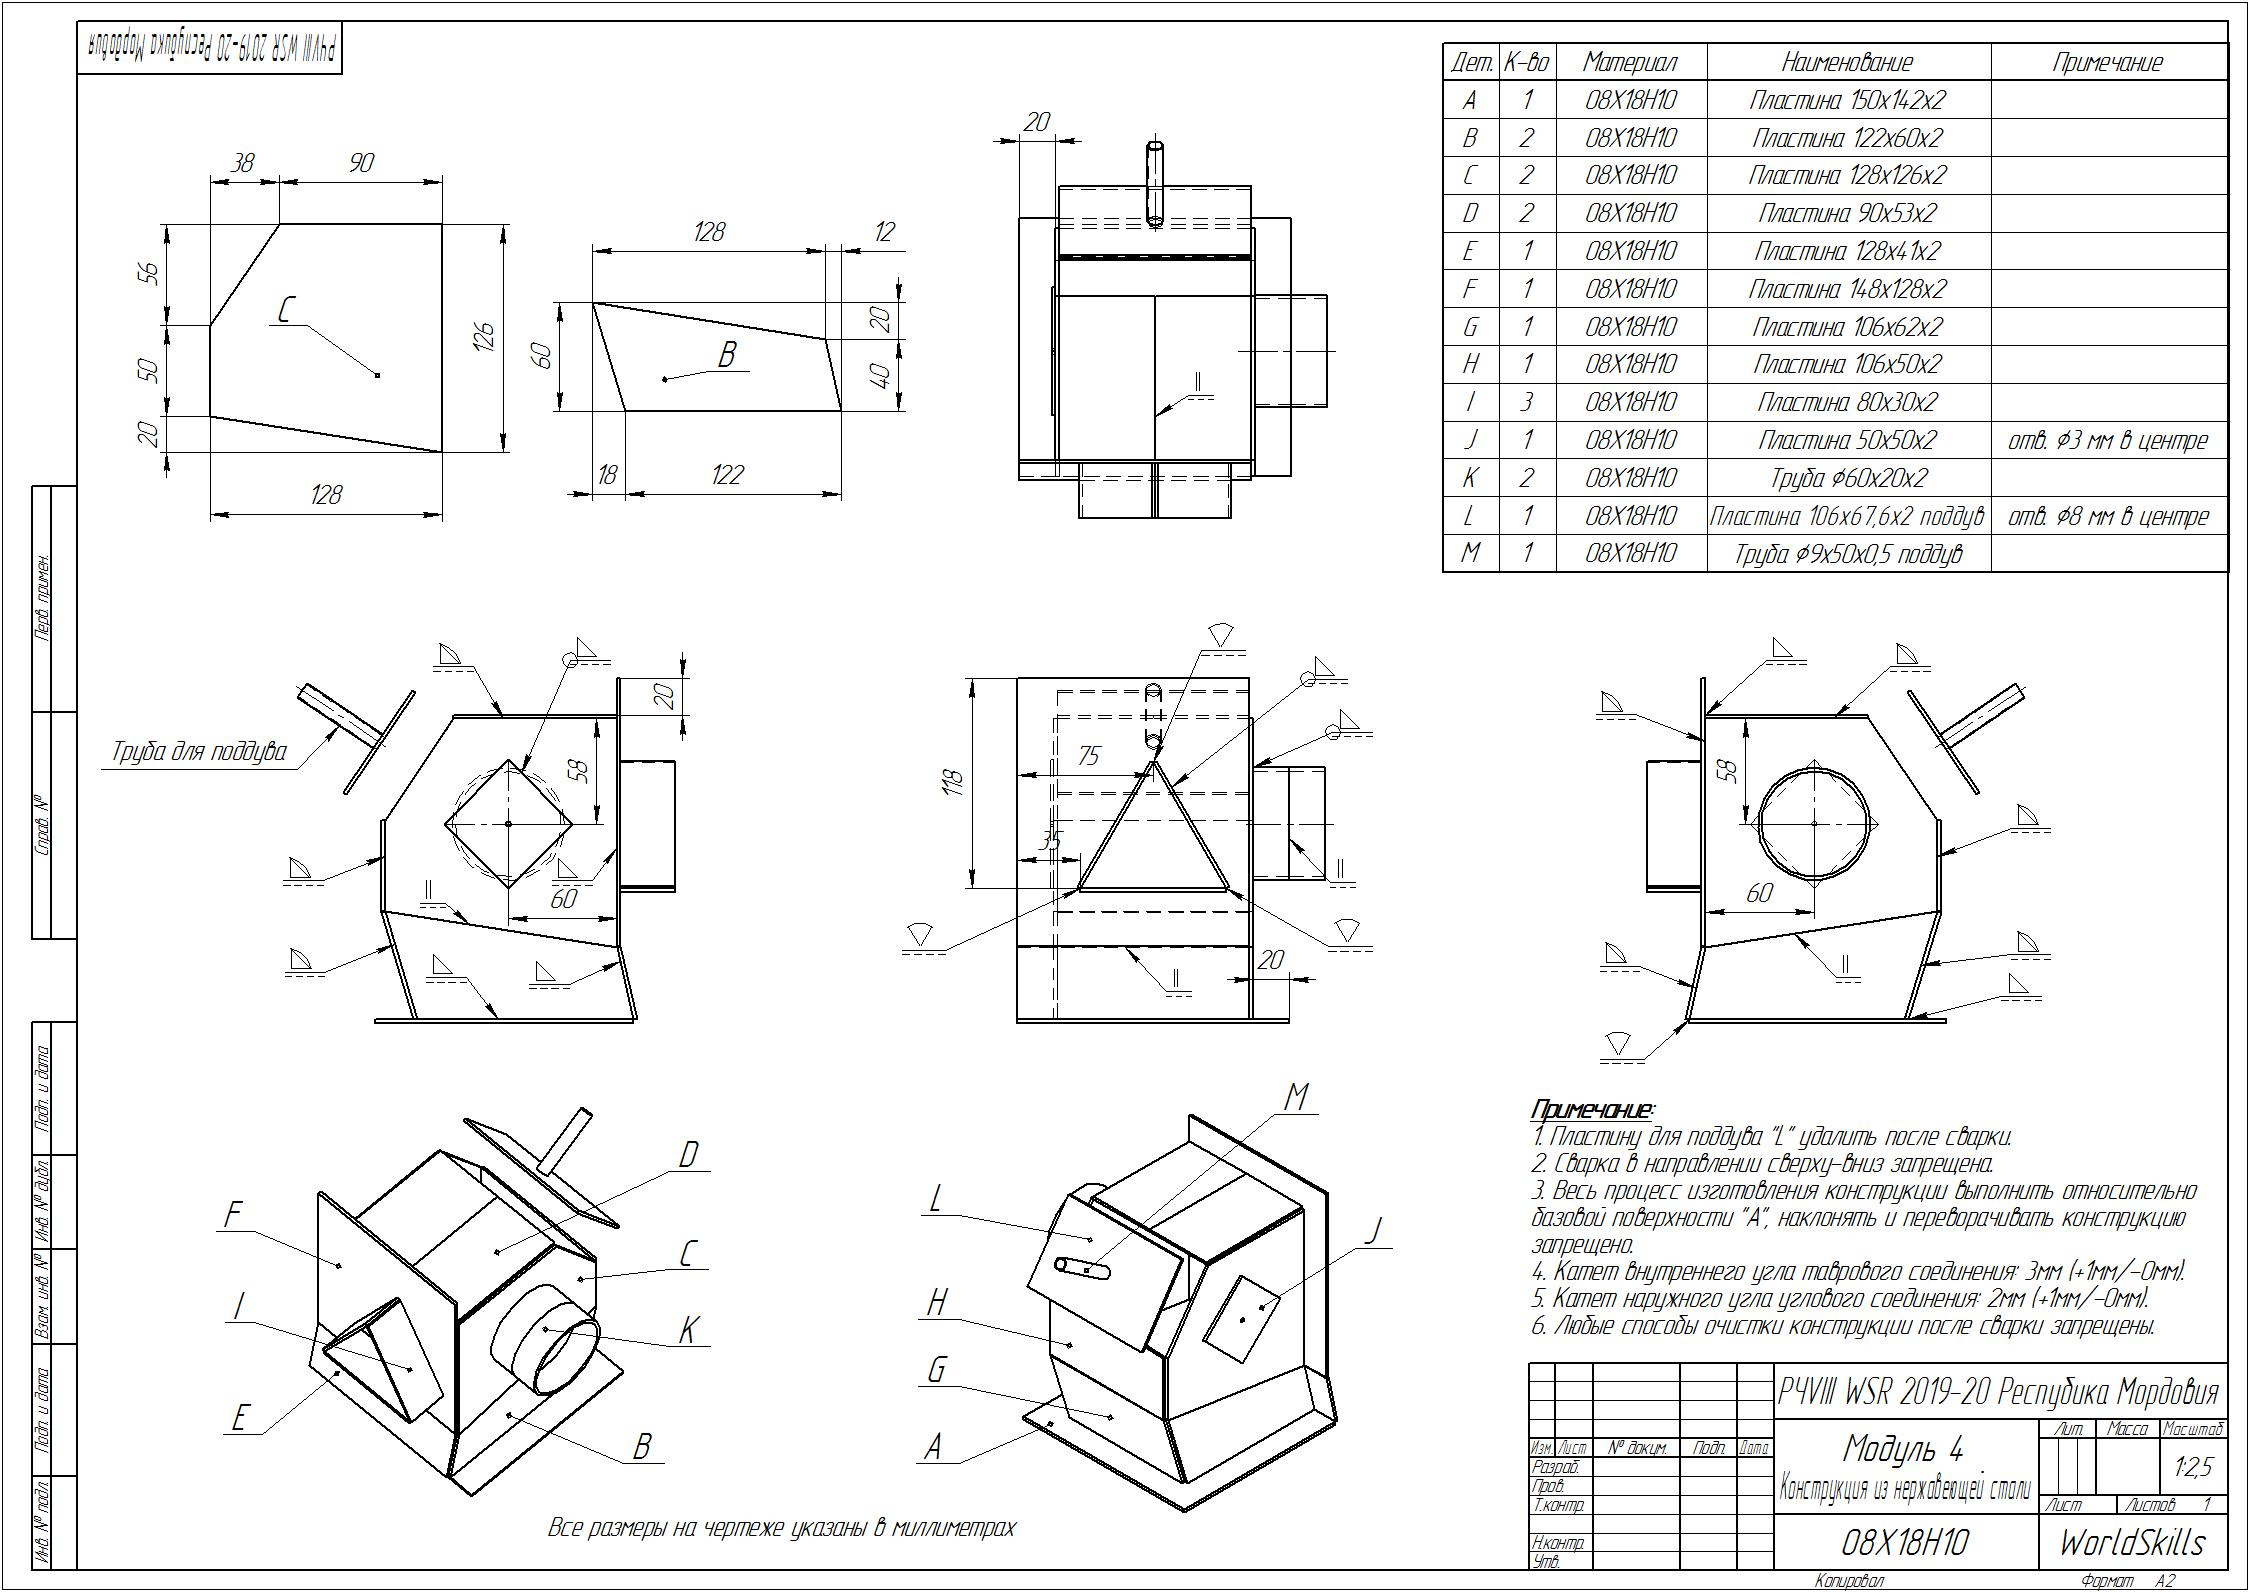 РЧVIII WSR 2019-20 Респубика Мордовия
Дет. К-во Материал Наименование Примечание
A 1 08Х18Н10 Пластина 150х142х2
B 2 08Х18Н10 Пластина 122х60х2
C 2 08Х18Н10 Пластина 128х126х2
D 2 08Х18Н10 Пластина 90х53х2
E 1 08Х18Н10 Пластина 128х41х2
F 1 08Х18Н10 Пластина 148х128х2
G 1 08Х18Н10 Пластина 106х62х2
H 1 08Х18Н10 Пластина 106х50х2
I 3 08Х18Н10 Пластина 80х30х2
J 1 08Х18Н10 Пластина 50х50х2 отв. ϕ3 мм в центре
K 2 08Х18Н10 Труба ϕ60х20х2
L 1 08Х18Н10 Пластина 106х67,6х2 поддув отв. ϕ8 мм в центре
M 1 08Х18Н10 Труба ϕ9х50х0,5 поддув
38 90
56
50
20
126
128
C
128 12
60
20
40
18 122
B
20
Перв. примен.
Справ. №
Подп. и дата
Инв. № дубл.
Взам. инв. №
Подп. и дата
Инв. № подл.
Труба для поддува
20
58
60
118
75
35
20
58
60
F
I
E
D
C
K
B
L
H
G
A
M
J
Примечание:
1. Пластину для поддува "L" удалить после сварки.
2. Сварка в направлении сверху-вниз запрещена.
3. Весь процесс изготовления конструкции выполнить относительно
базовой поверхности "А", наклонять и переворачивать конструкцию
запрещено.
4. Катет внутреннего угла таврового соединения: 3мм (+1мм/-0мм).
5. Катет наружного угла углового соединения: 2мм (+1мм/-0мм).
6. Любые способы очистки конструкции после сварки запрещены.
Все размеры на чертеже указаны в миллиметрах
РЧVIII WSR 2019-20 Респубика Мордовия
Изм. Лист № докум. Подп. Дата
Разраб.
Пров.
Т.контр.
Н.контр.
Утв.
Модуль 4
Конструкция из нержавеющей стали
Лит. Масса Масштаб
1:2,5
Лист Листов 1
08Х18Н10
WorldSkills
Копировал Формат А2